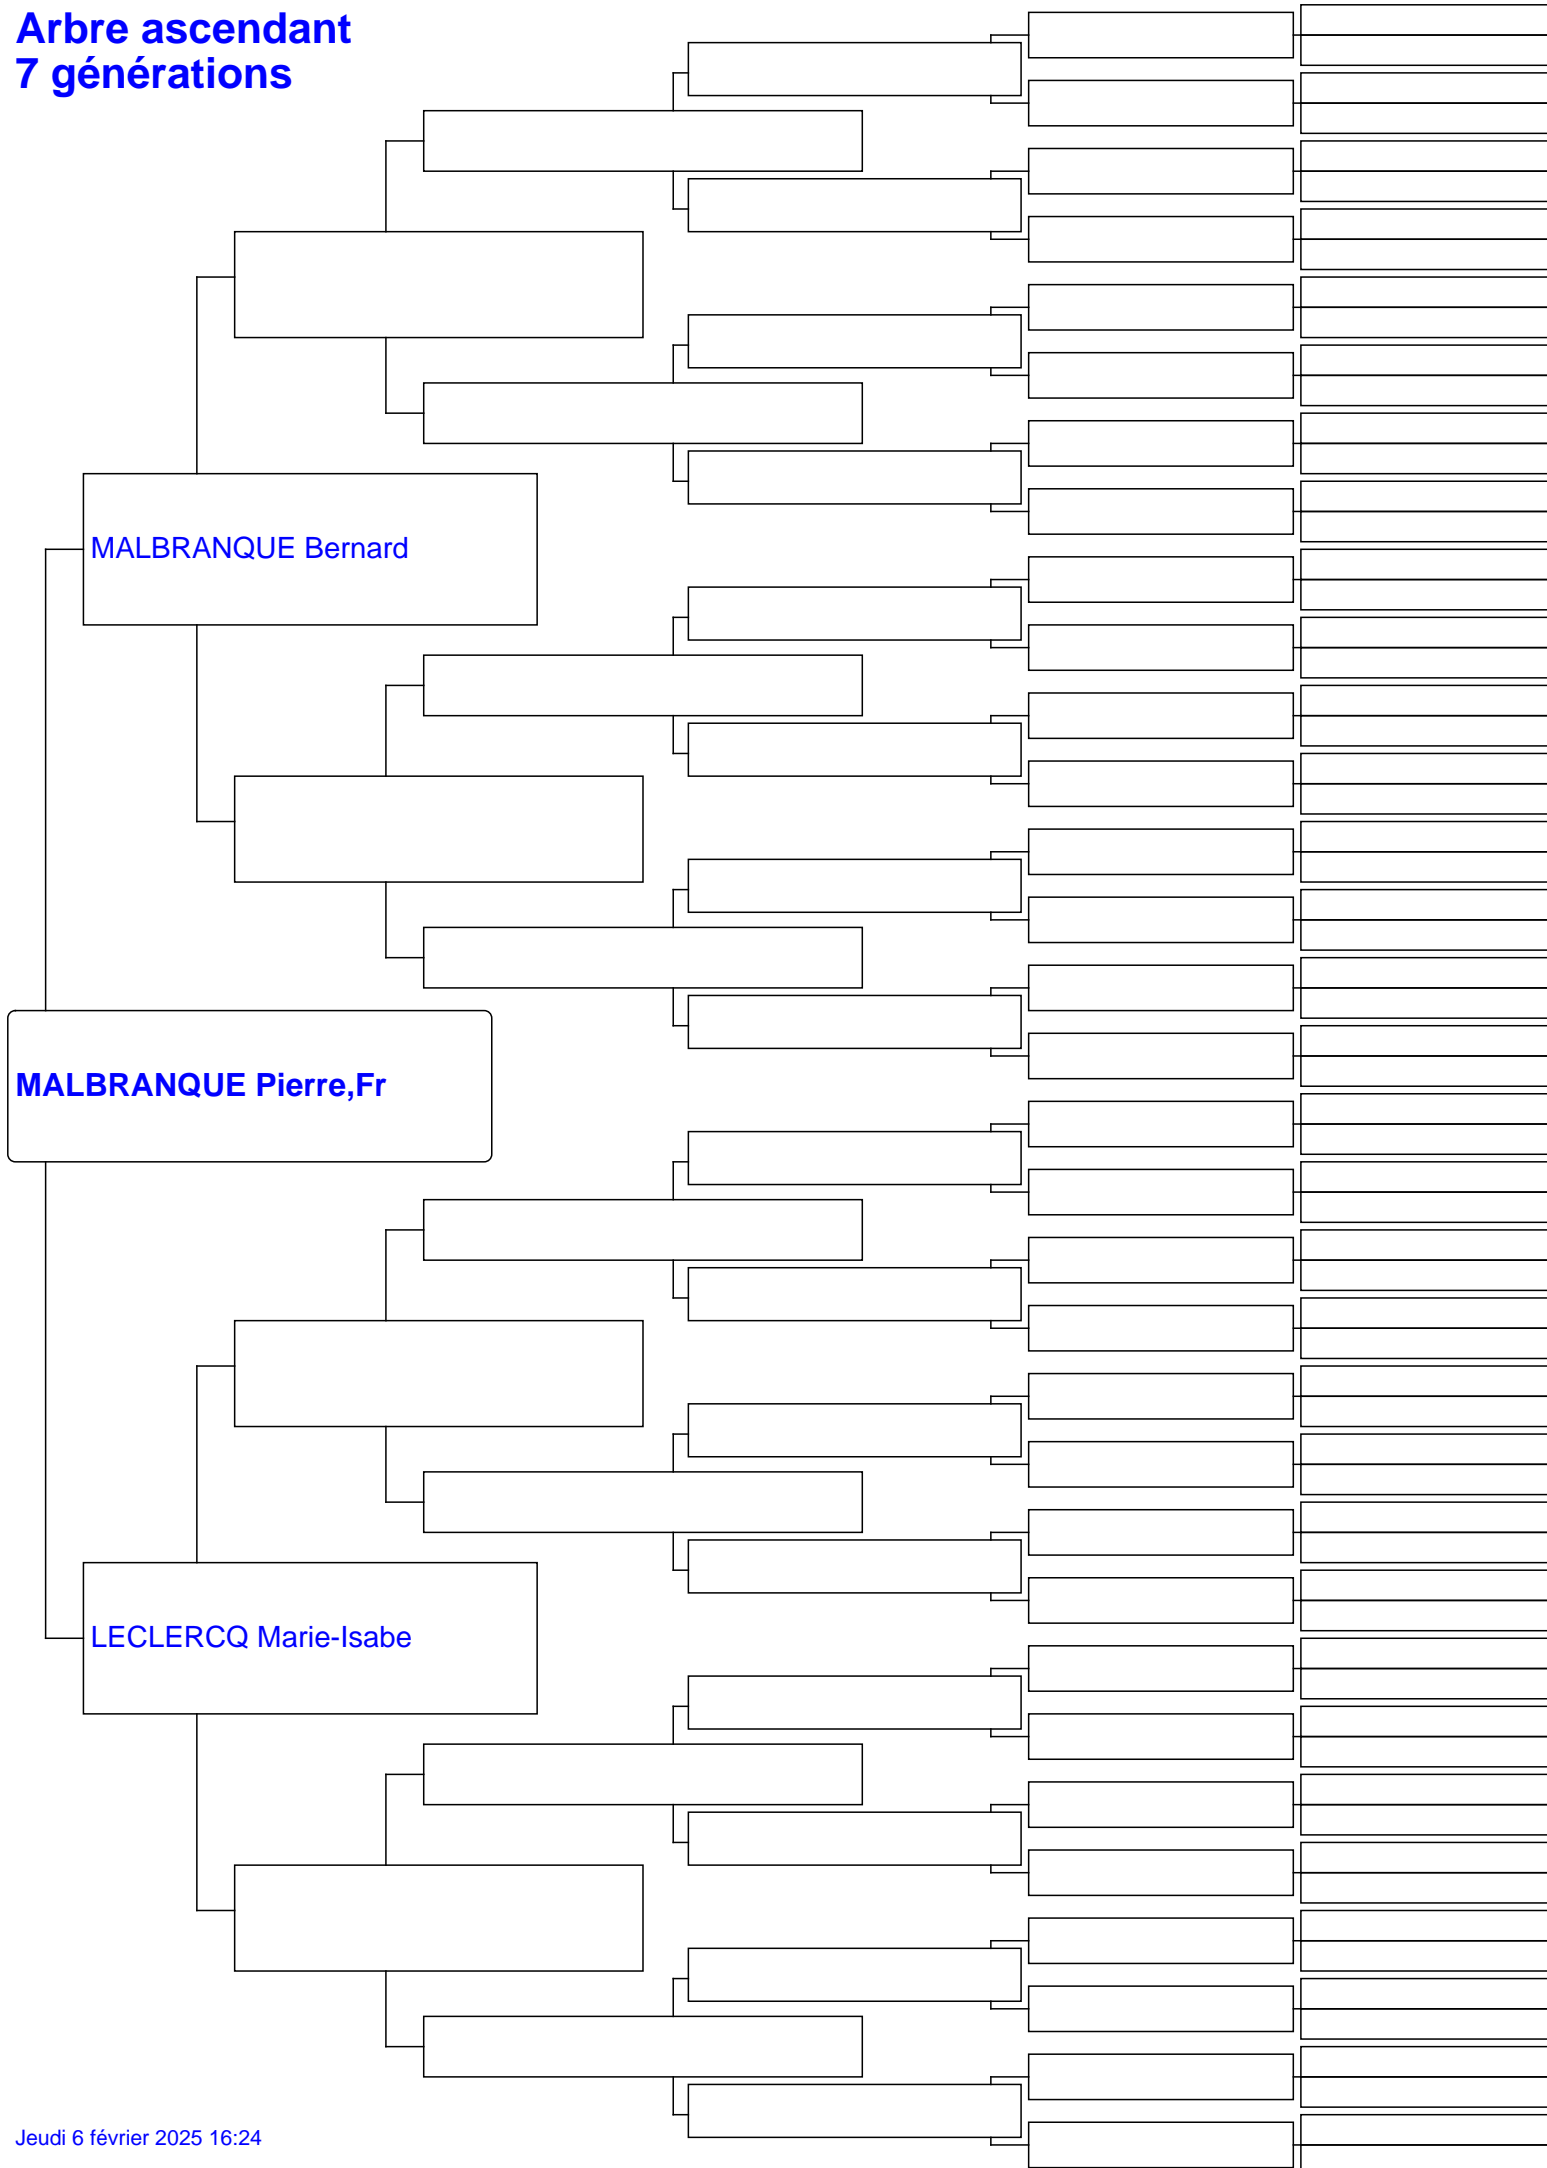 Arbre ascendant
7 générations
MALBRANQUE Bernard
MALBRANQUE Pierre,Fr
LECLERCQ Marie-Isabe
Jeudi 6 février 2025 16:24